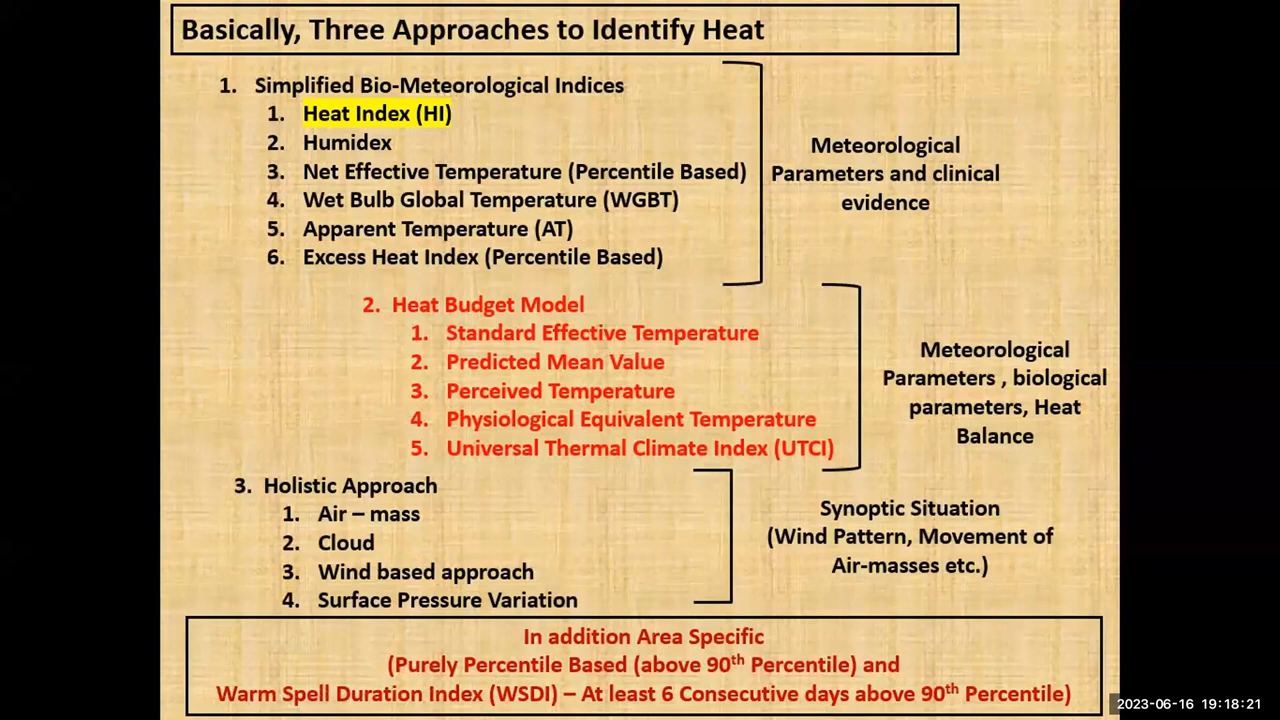 Basically, Three Approaches to Identify Heat
1. Simplified Bio-Meteorological Indices
1. Heat Index (HI)
2. Humidex
3. Net Effective Temperature (Percentile Based)
4. Wet Bulb Global Temperature (WGBT)
5. Apparent Temperature (AT)
6. Excess Heat Index (Percentile Based)
Meteorological
Parameters and clinical
evidence
2. Heat Budget Model
1. Standard Effective Temperature
2. Predicted Mean Value
3. Perceived Temperature
4. Physiological Equivalent Temperature
5. Universal Thermal Climate Index (UTCI)
Meteorological
Parameters , biological
parameters, Heat
Balance
3. Holistic Approach
1. Air – mass
2. Cloud
3. Wind based approach
4. Surface Pressure Variation
Synoptic Situation
(Wind Pattern, Movement of
Air-masses etc.)
In addition Area Specific
(Purely Percentile Based (above 90th Percentile) and
Warm Spell Duration Index (WSDI) – At least 6 Consecutive days above 90th Percentile)
2023-06-16 19:18:21